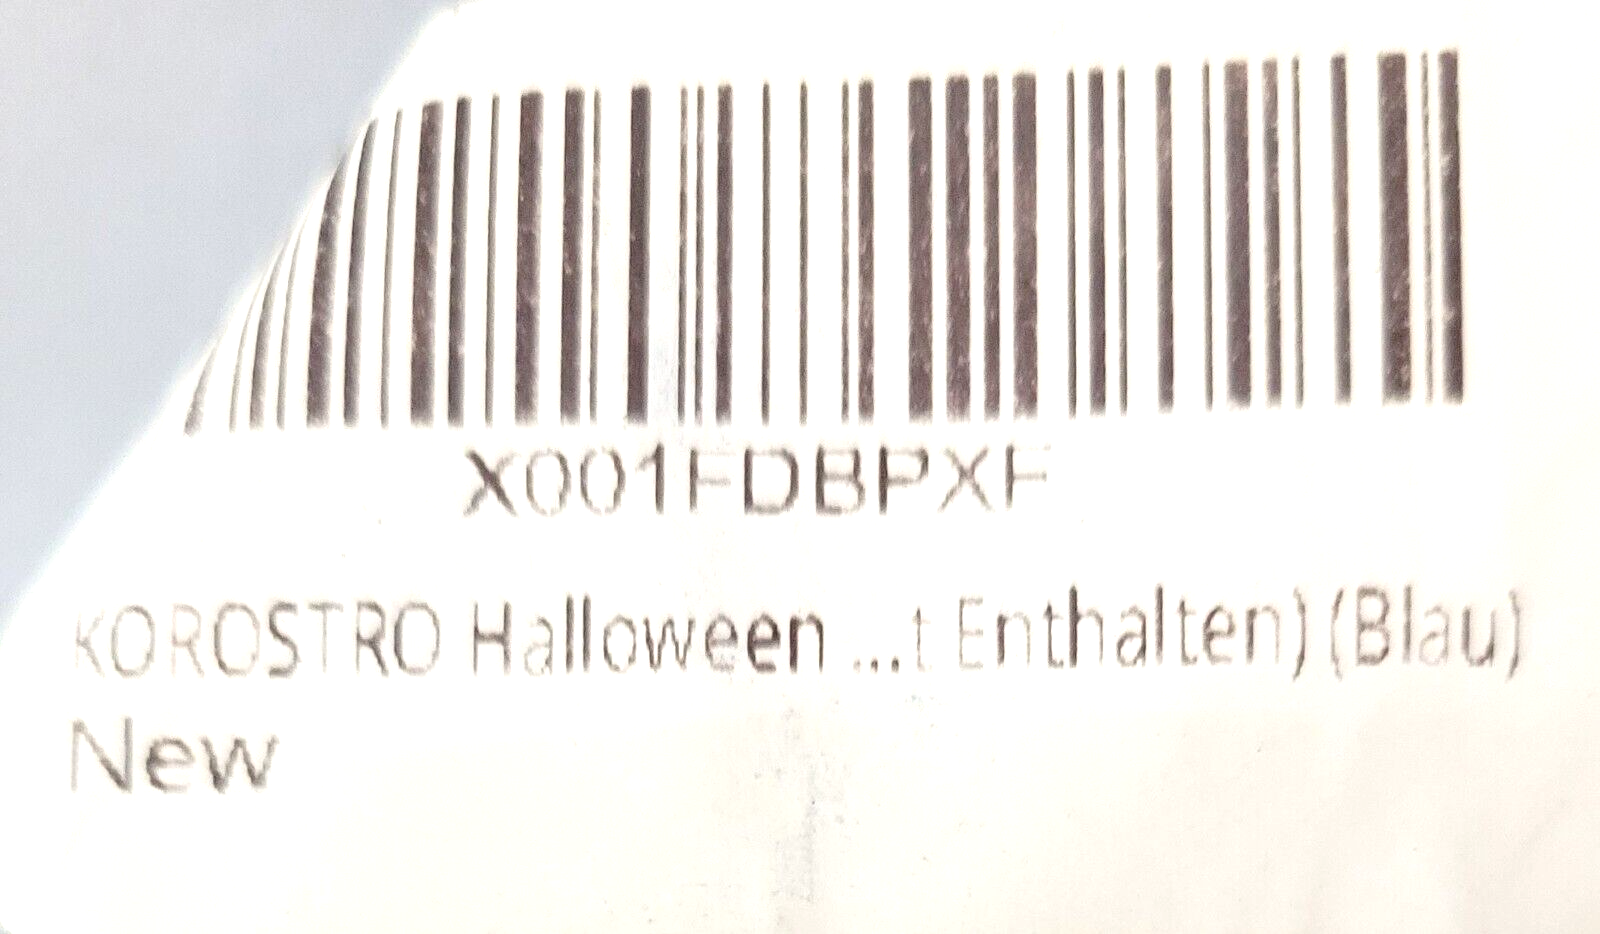 X001FDBPXF
KOROSTRO Halloween ...t Enthalten) (Blau)
New